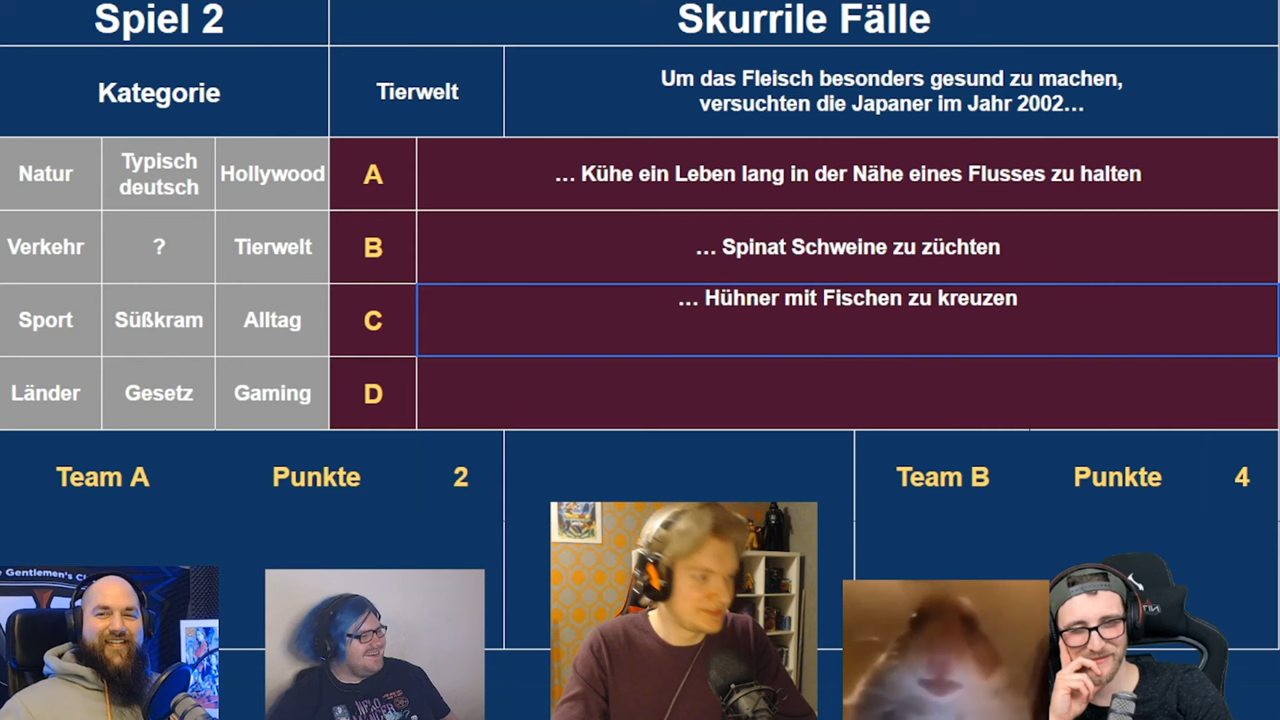 Spiel 2
Skurrile Fälle
Kategorie
Tierwelt
Um das Fleisch besonders gesund zu machen,
versuchten die Japaner im Jahr 2002…
Natur
Typisch
deutsch
Hollywood
A
… Kühe ein Leben lang in der Nähe eines Flusses zu halten
Verkehr
?
Tierwelt
B
… Spinat Schweine zu züchten
Sport
Süßkram
Alltag
C
… Hühner mit Fischen zu kreuzen
Länder
Gesetz
Gaming
D
Team A
Punkte
2
Team B
Punkte
4
Gentlemen's